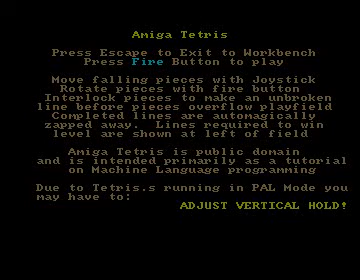 Amiga Tetris
Press Escape to Exit to Workbench
Press Fire Button to play
Move falling pieces with Joystick
Rotate pieces with fire button
Interlock pieces to make an unbroken
line before pieces overflow playfield
Completed lines are automagically
zapped away. Lines required to win
level are shown at left of field
Amiga Tetris is public domain
and is intended primarily as a tutorial
on Machine Language programming
Due to Tetris.s running in PAL Mode you
may have to:
ADJUST VERTICAL HOLD!